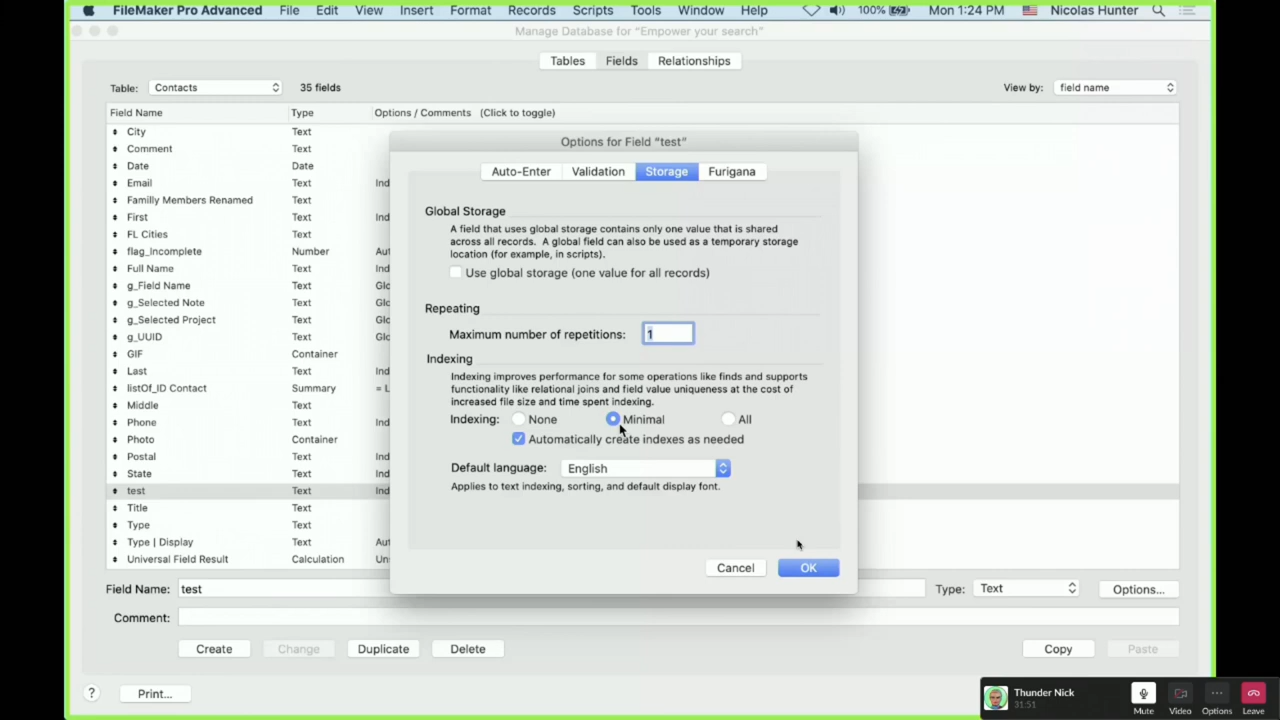 FileMaker Pro Advanced File Edit View Insert Format Records Scripts Tools Window Help 100% Mon 1:24 PM Nicolas Hunter
Manage Database for "Empower your search"
Tables Fields Relationships
Table: Contacts 35 fields View by: field name
Field Name Type Options / Comments (Click to toggle)
City Text
Comment Text
Date Date
Email Text Ind
Familly Members Renamed Text
First Text Ind
FL Cities Text
flag_Incomplete Number Aut
Full Name Text Ind
g_Field Name Text Glo
g_Selected Note Text Glo
g_Selected Project Text Glo
g_UUID Text Glo
GIF Container
Last Text Ind
listOf_ID Contact Summary = L
Middle Text
Phone Text Ind
Photo Container
Postal Text Ind
State Text Ind
test Text Ind
Title Text
Type Text
Type | Display Text Aut
Universal Field Result Calculation Uns
Options for Field "test"
Auto-Enter Validation Storage Furigana
Global Storage
A field that uses global storage contains only one value that is shared
across all records. A global field can also be used as a temporary storage
location (for example, in scripts).
Use global storage (one value for all records)
Repeating
Maximum number of repetitions: 1
Indexing
Indexing improves performance for some operations like finds and supports
functionality like relational joins and field value uniqueness at the cost of
increased file size and time spent indexing.
Indexing: None Minimal All
Automatically create indexes as needed
Default language: English
Applies to text indexing, sorting, and default display font.
Cancel OK
Field Name: test Type: Text Options...
Comment:
Create Change Duplicate Delete Copy Paste
? Print...
Thunder Nick
31:51
Mute Video Options Leave